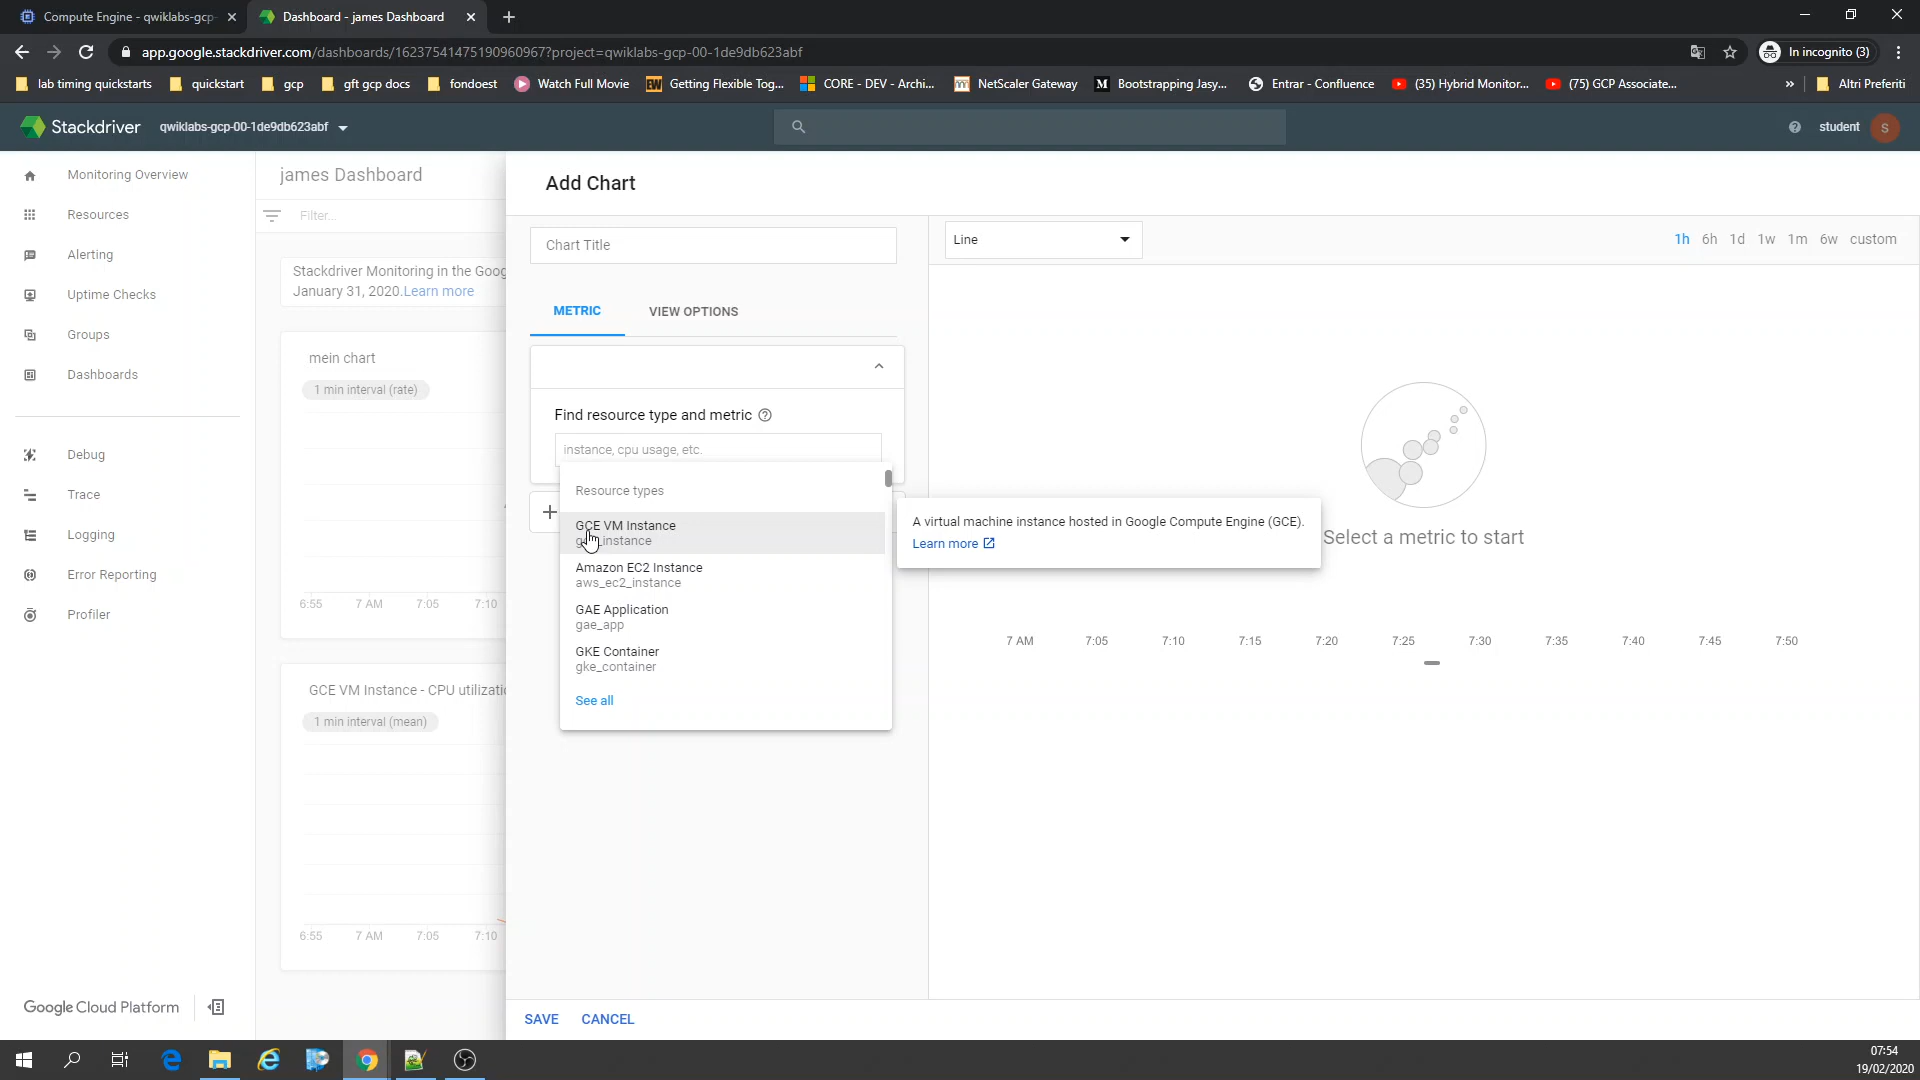 Compute Engine - qwiklabs-gcp-
Dashboard - james Dashboard
app.google.stackdriver.com/dashboards/16237541475190960967?project=qwiklabs-gcp-00-1de9db623abf
In incognito (3)
lab timing quickstarts
quickstart
gcp
gft gcp docs
fondoest
Watch Full Movie
Getting Flexible Tog...
CORE - DEV - Archi...
NetScaler Gateway
Bootstrapping Jasy...
Entrar - Confluence
(35) Hybrid Monitor...
(75) GCP Associate...
»
Altri Preferiti
Stackdriver
qwiklabs-gcp-00-1de9db623abf
student
S
Monitoring Overview
Resources
Alerting
Uptime Checks
Groups
Dashboards
Debug
Trace
Logging
Error Reporting
Profiler
Google Cloud Platform
james Dashboard
Filter...
Stackdriver Monitoring in the Goog
January 31, 2020.Learn more
mein chart
1 min interval (rate)
6:55 7 AM 7:05 7:10
GCE VM Instance - CPU utilizati
1 min interval (mean)
6:55 7 AM 7:05 7:10
Add Chart
Chart Title
METRIC
VIEW OPTIONS
Find resource type and metric
instance, cpu usage, etc.
Resource types
GCE VM Instance
instance
Amazon EC2 Instance
aws_ec2_instance
GAE Application
gae_app
GKE Container
gke_container
See all
A virtual machine instance hosted in Google Compute Engine (GCE).
Learn more
Line
1h 6h 1d 1w 1m 6w custom
Select a metric to start
7 AM 7:05 7:10 7:15 7:20 7:25 7:30 7:35 7:40 7:45 7:50
SAVE
CANCEL
07:54
19/02/2020